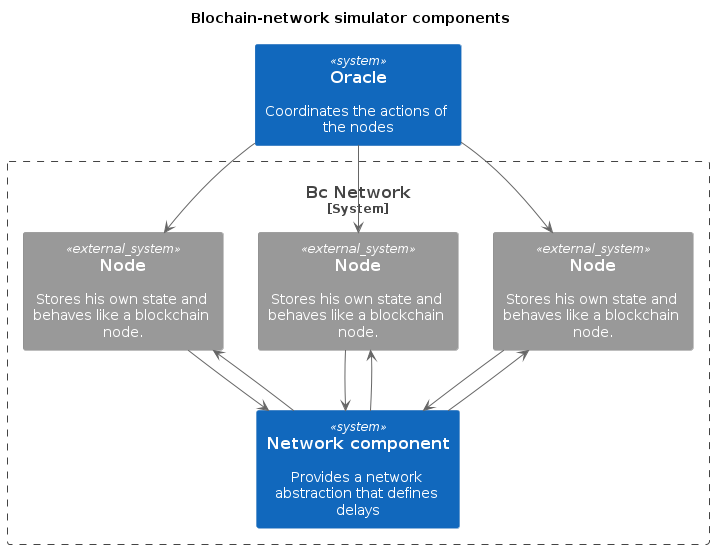 Blochain-network simulator components
«system»
Oracle
Coordinates the actions of
the nodes
Bc Network
[System]
«external_system»
Node
Stores his own state and
behaves like a blockchain
node.
«external_system»
Node
Stores his own state and
behaves like a blockchain
node.
«external_system»
Node
Stores his own state and
behaves like a blockchain
node.
«system»
Network component
Provides a network
abstraction that defines
delays